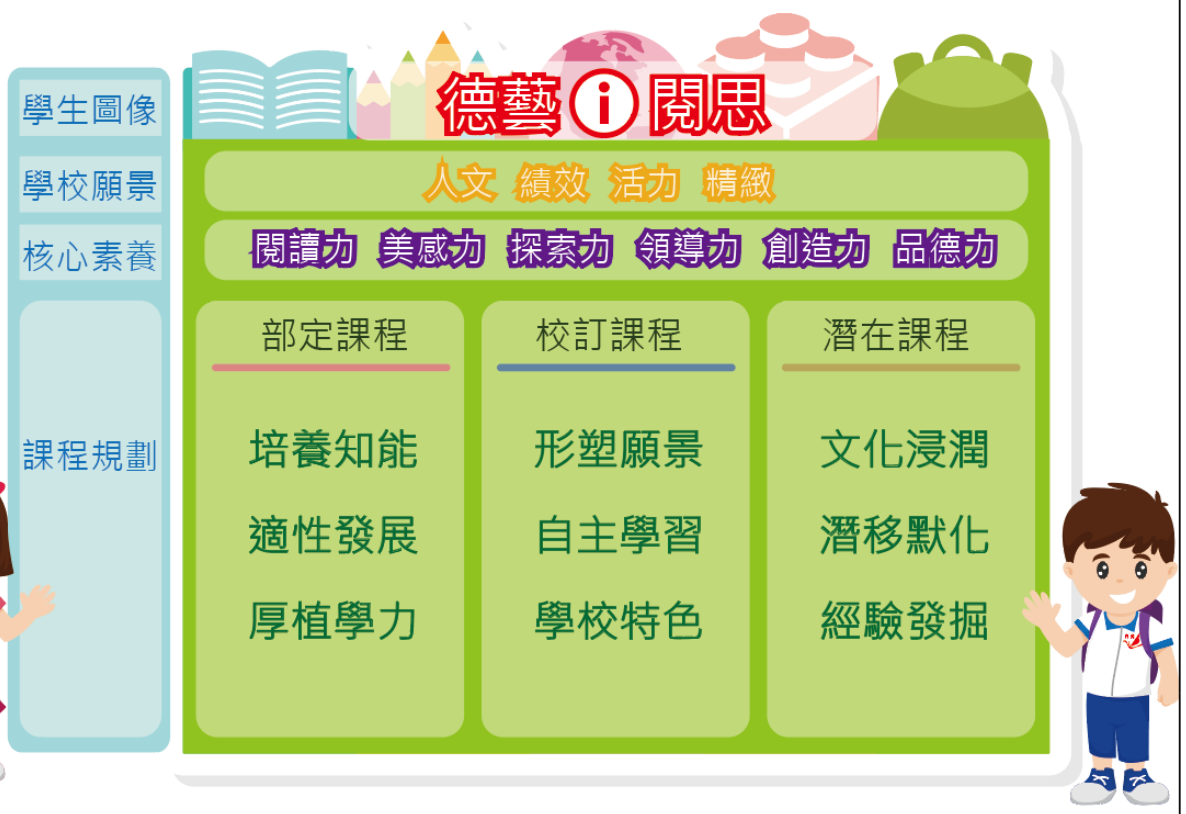 學生圖像
德藝i閱思
學校願景
人文 績效 活力 精緻
核心素養
閱讀力 美感力 探索力 領導力 創造力 品德力
課程規劃
部定課程
培養知能
適性發展
厚植學力
校訂課程
形塑願景
自主學習
學校特色
潛在課程
文化浸潤
潛移默化
經驗發掘